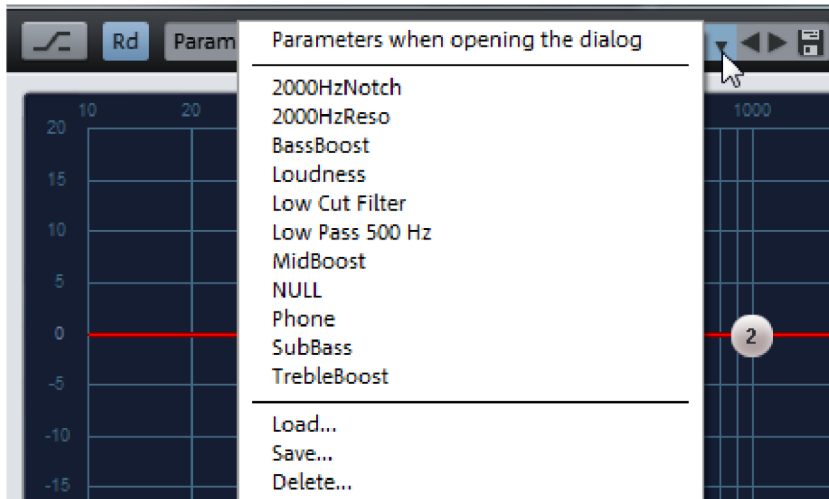 Rd
Param
Parameters when opening the dialog
2000HzNotch
2000HzReso
BassBoost
Loudness
Low Cut Filter
Low Pass 500 Hz
MidBoost
NULL
Phone
SubBass
TrebleBoost
Load...
Save...
Delete...
10 20 1000
20
15
10
5
0
-5
-10
-15
2